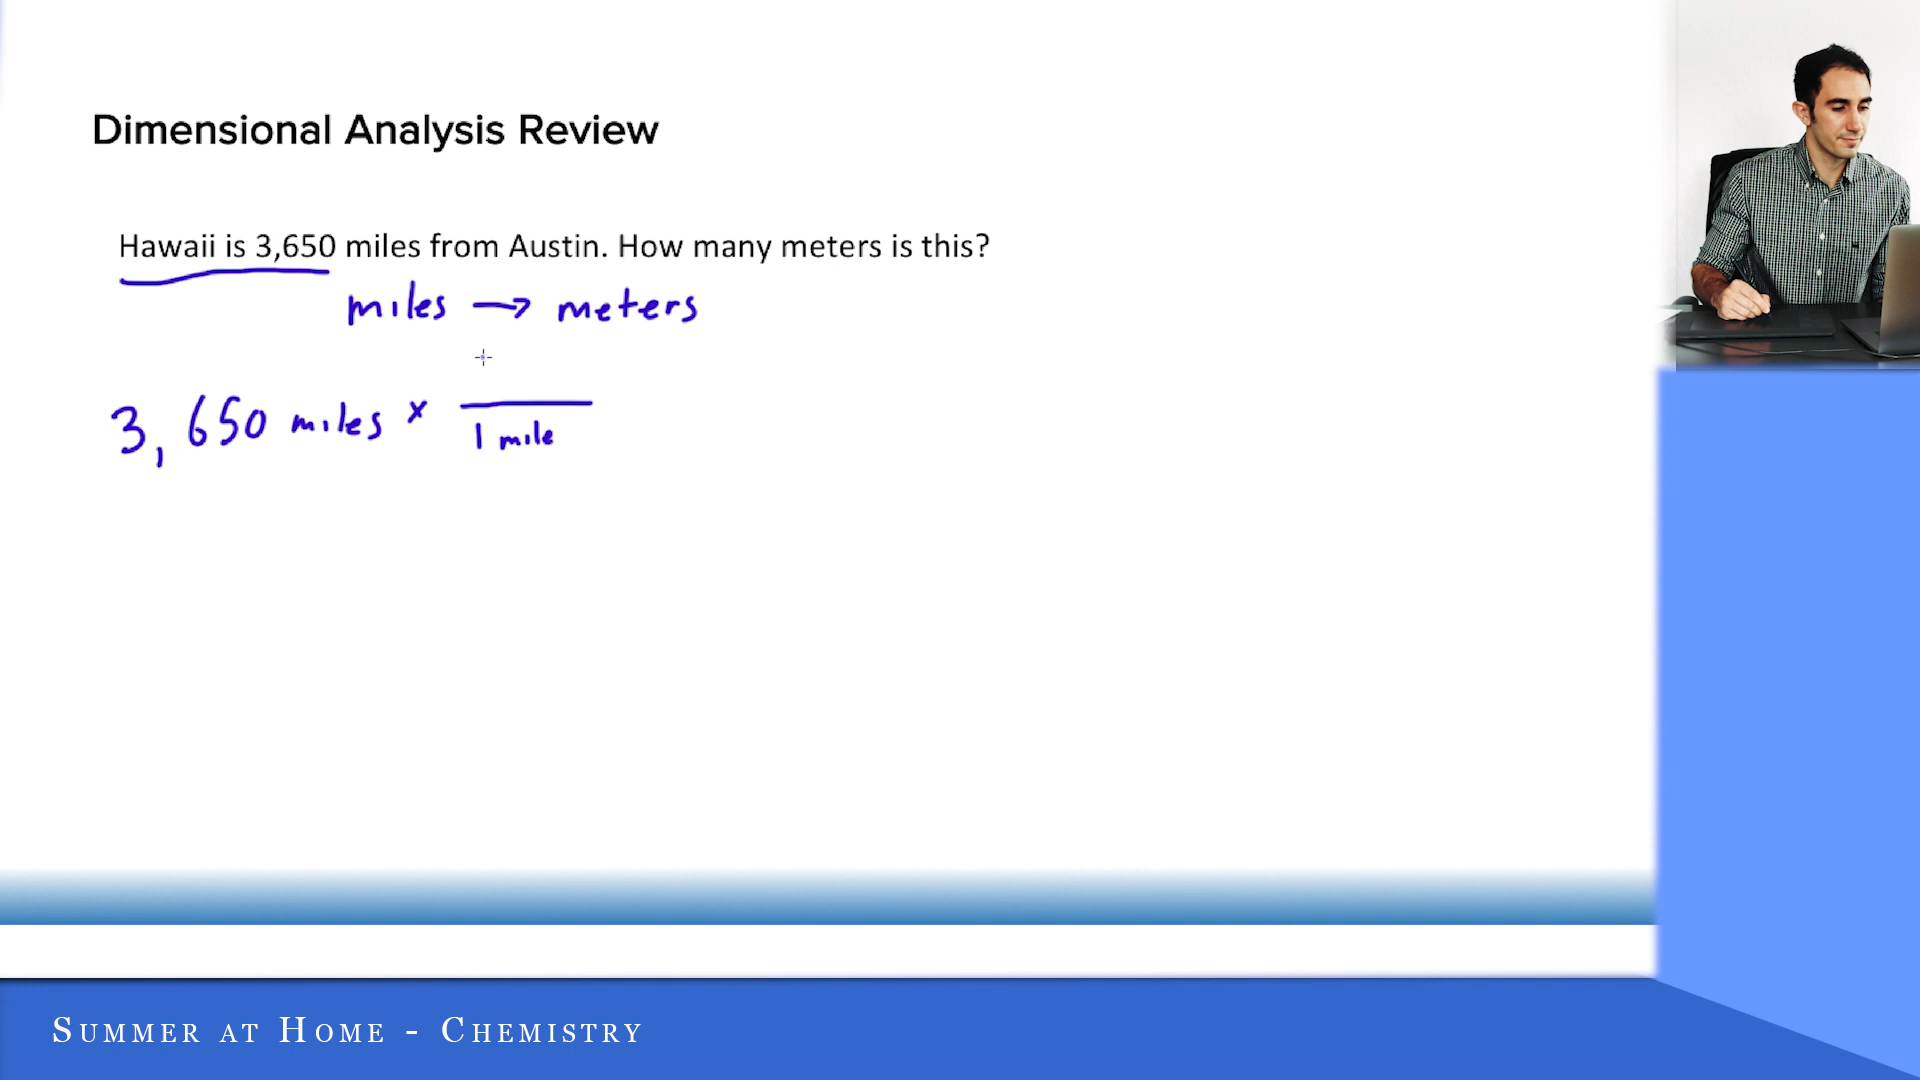 Dimensional Analysis Review
Hawaii is 3,650 miles from Austin. How many meters is this?
miles → meters
3,650 miles ×
1 mile
Summer at Home - Chemistry